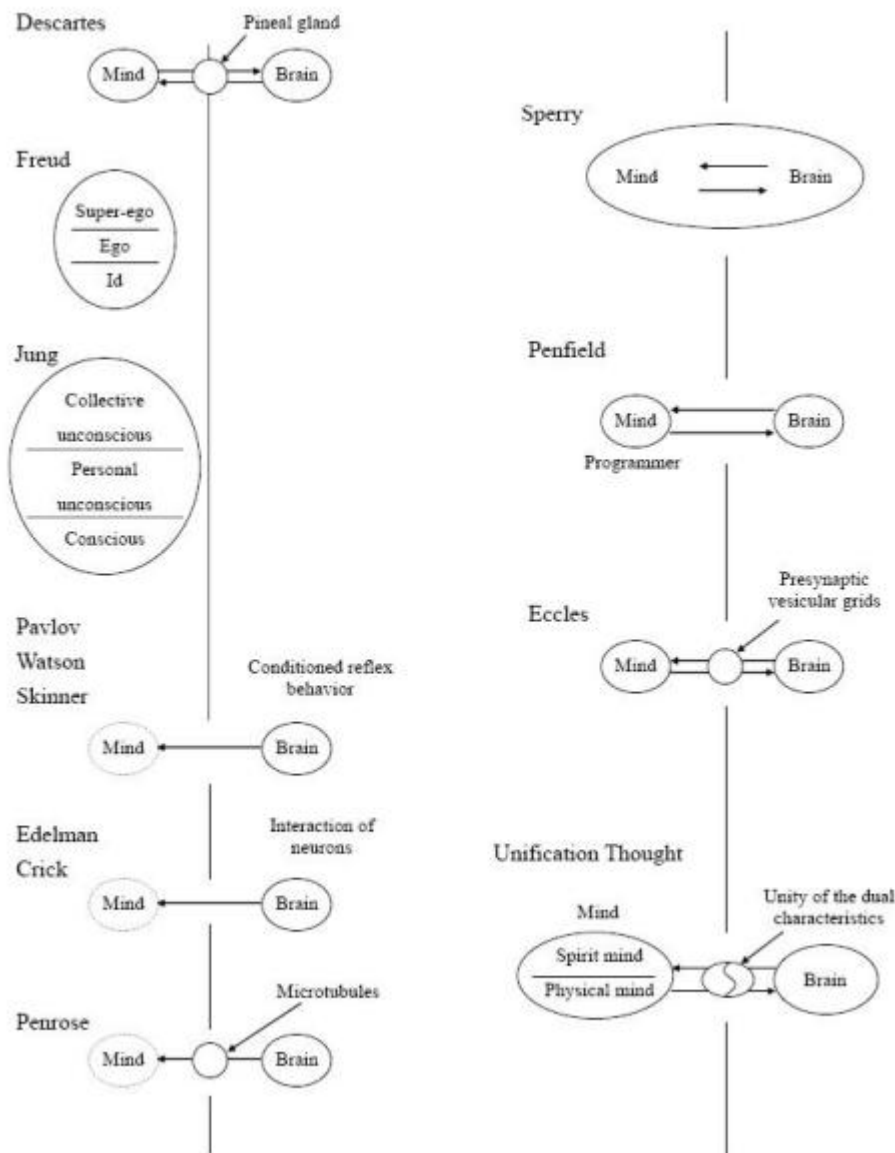 Descartes
Pineal gland
Mind
Brain
Freud
Super-ego
Ego
Id
Jung
Collective
unconscious
Personal
unconscious
Conscious
Pavlov
Watson
Skinner
Conditioned reflex
behavior
Mind
Brain
Edelman
Crick
Interaction of
neurons
Mind
Brain
Penrose
Microtubules
Mind
Brain
Sperry
Mind
Brain
Penfield
Mind
Brain
Programmer
Eccles
Presynaptic
vesicular grids
Mind
Brain
Unification Thought
Unity of the dual
characteristics
Mind
Spirit mind
Physical mind
Brain